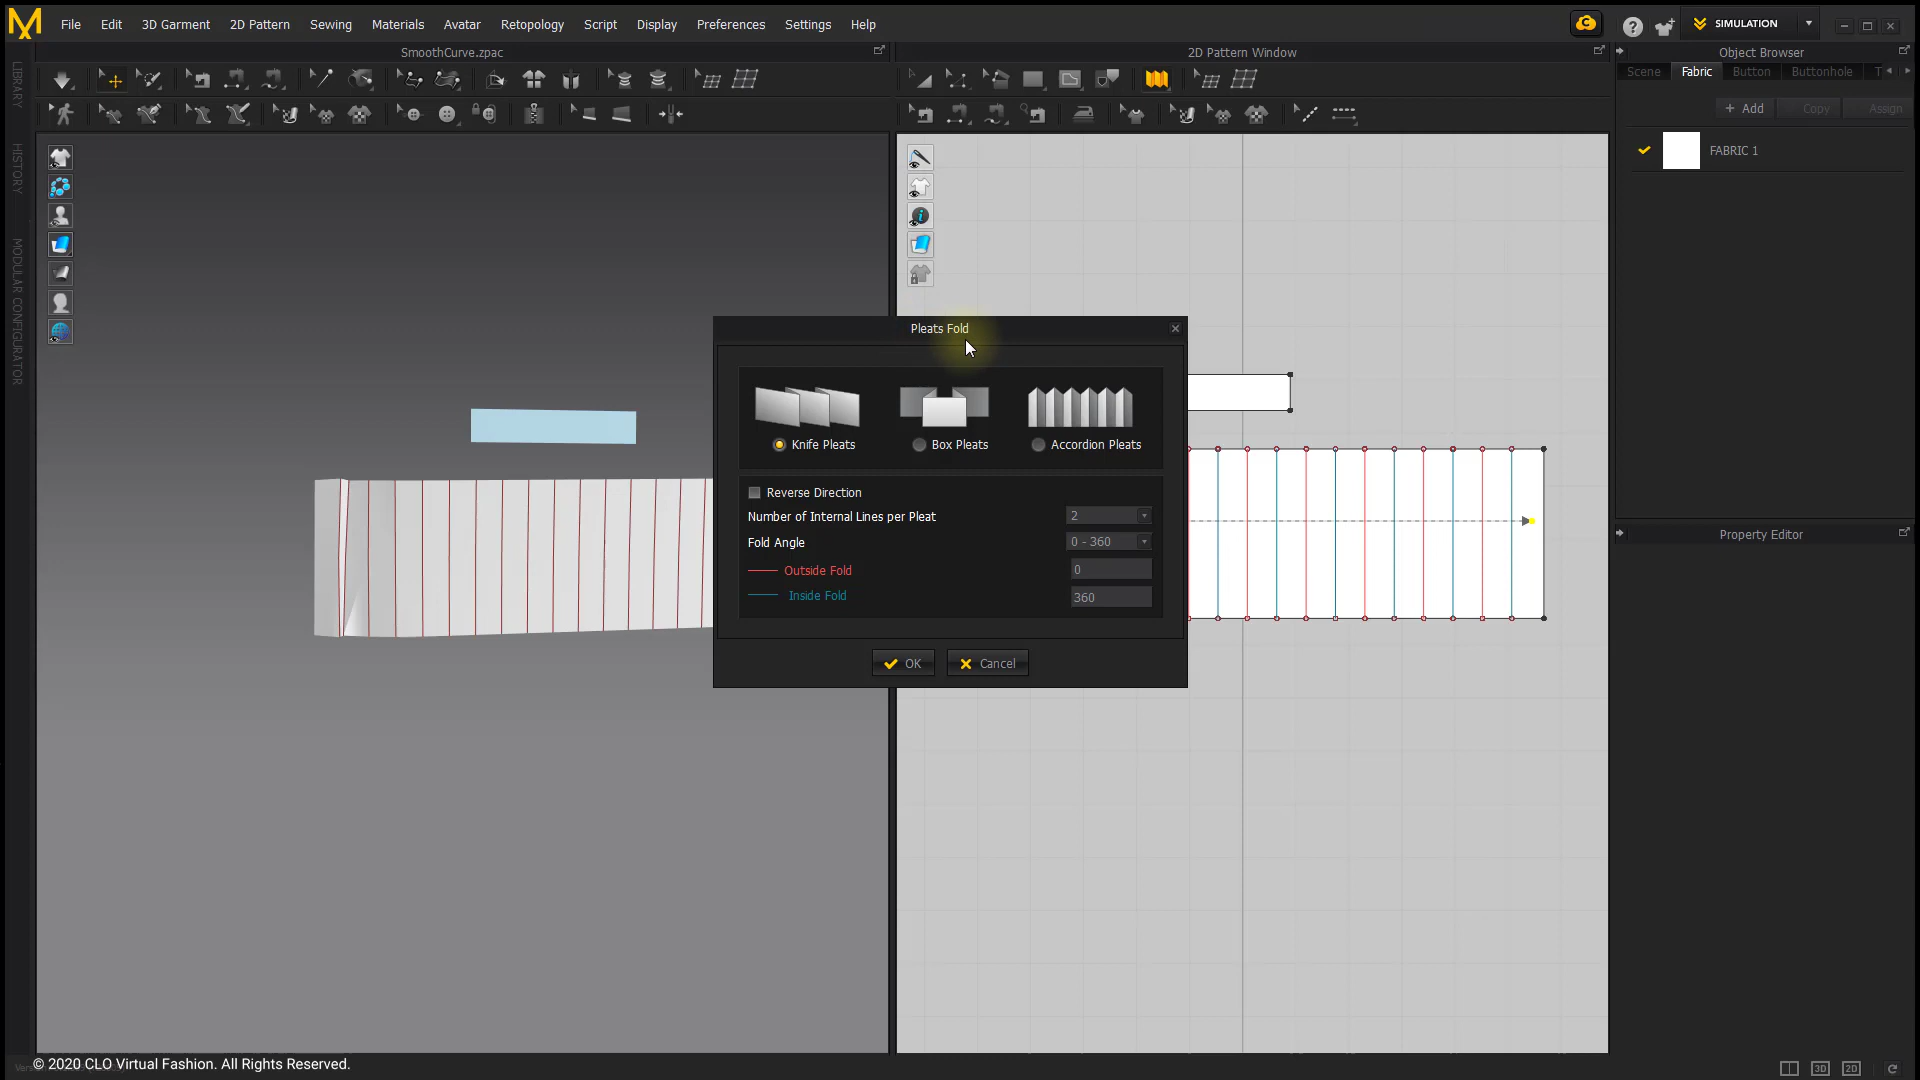 File Edit 3D Garment 2D Pattern Sewing Materials Avatar Retopology Script Display Preferences Settings Help
SIMULATION
SmoothCurve.zpac
2D Pattern Window
Object Browser
Scene Fabric Button Buttonhole T
+ Add Copy Assign
FABRIC 1
LIBRARY
HISTORY
MODULAR CONFIGURATOR
Pleats Fold
Knife Pleats Box Pleats Accordion Pleats
Reverse Direction
Number of Internal Lines per Pleat 2
Fold Angle 0 - 360
Outside Fold 0
Inside Fold 360
OK Cancel
Property Editor
© 2020 CLO Virtual Fashion. All Rights Reserved.
3D 2D